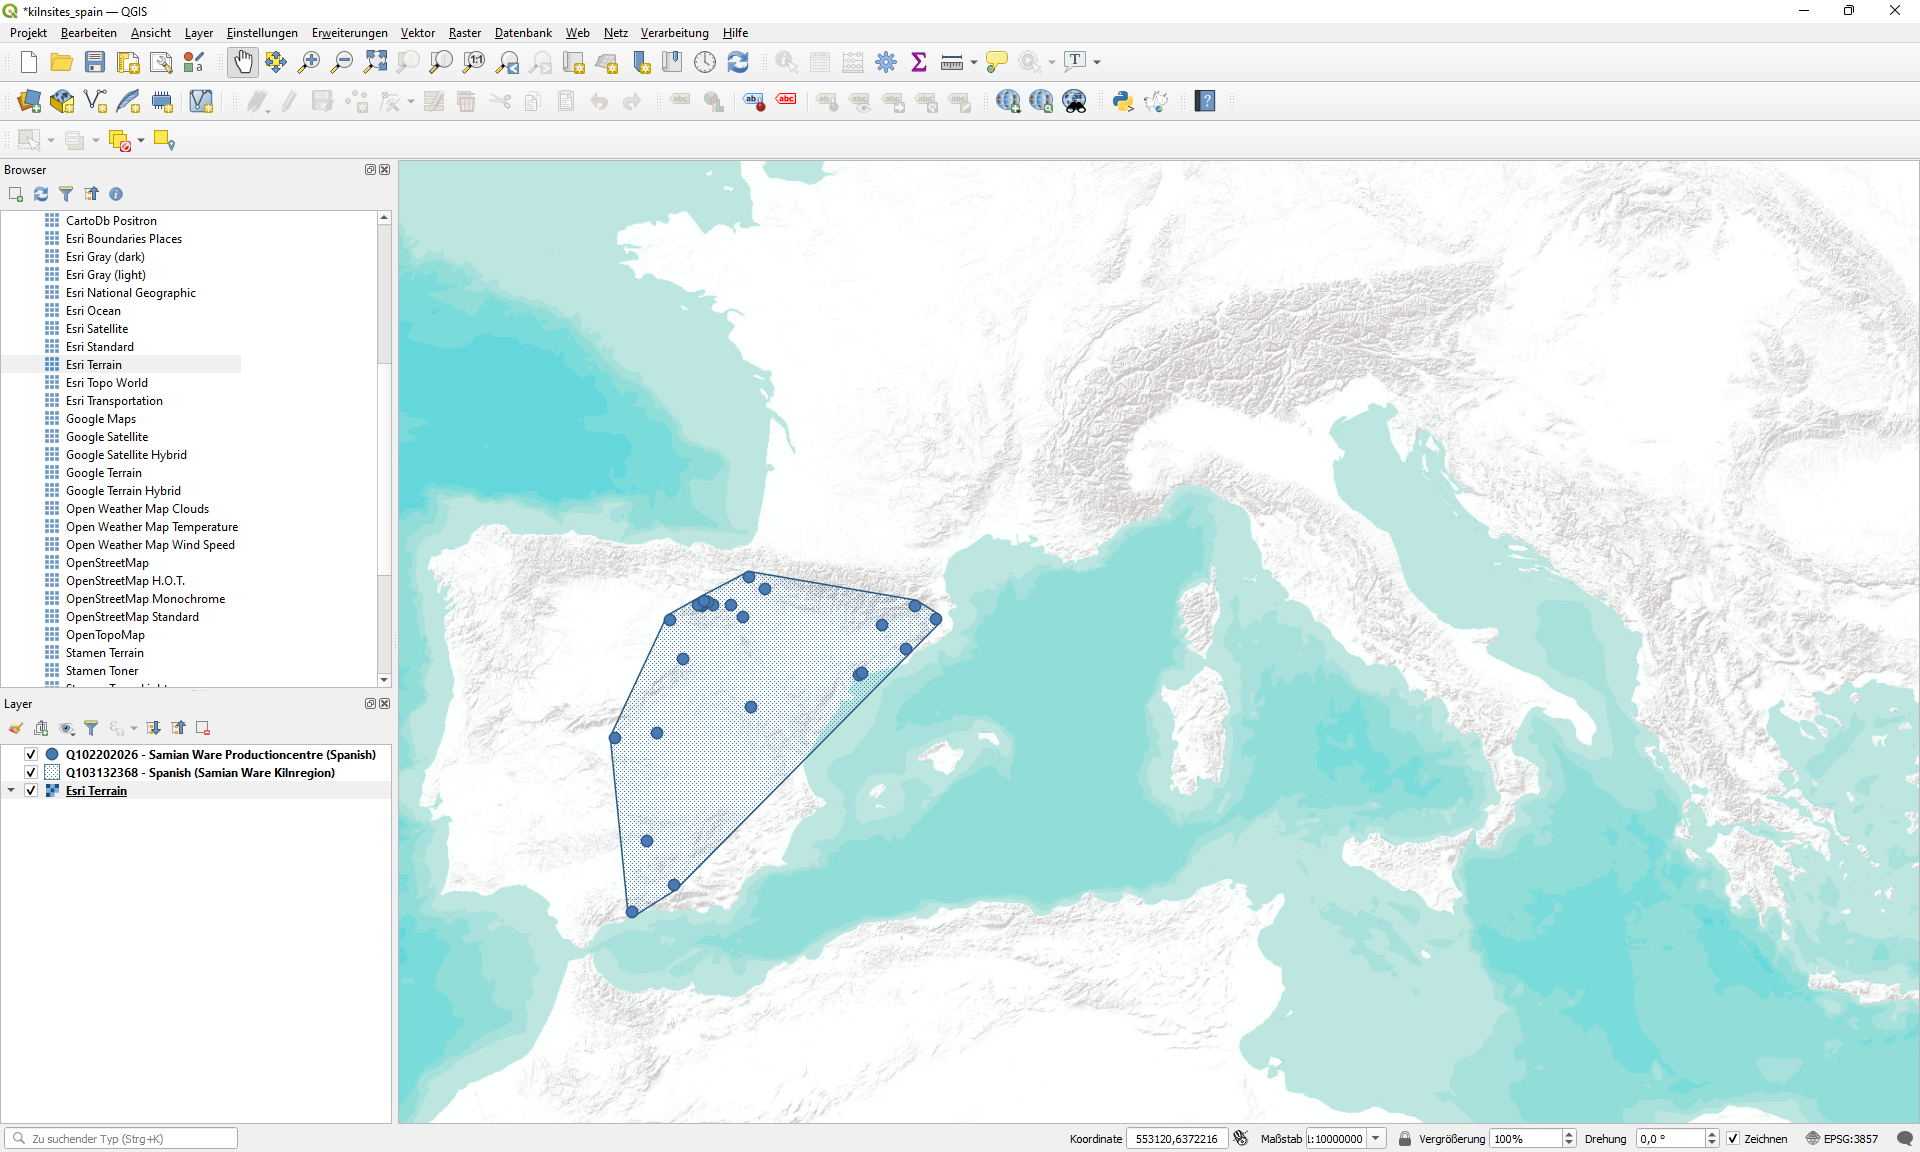 *kilnsites_spain — QGIS
Projekt Bearbeiten Ansicht Layer Einstellungen Erweiterungen Vektor Raster Datenbank Web Netz Verarbeitung Hilfe
Browser
CartoDb Positron
Esri Boundaries Places
Esri Gray (dark)
Esri Gray (light)
Esri National Geographic
Esri Ocean
Esri Satellite
Esri Standard
Esri Terrain
Esri Topo World
Esri Transportation
Google Maps
Google Satellite
Google Satellite Hybrid
Google Terrain
Google Terrain Hybrid
Open Weather Map Clouds
Open Weather Map Temperature
Open Weather Map Wind Speed
OpenStreetMap
OpenStreetMap H.O.T.
OpenStreetMap Monochrome
OpenStreetMap Standard
OpenTopoMap
Stamen Terrain
Stamen Toner
Layer
Q102202026 - Samian Ware Productioncentre (Spanish)
Q103132368 - Spanish (Samian Ware Kilnregion)
Esri Terrain
Zu suchender Typ (Strg+K)
Koordinate 553120,6372216 Maßstab 1:10000000 Vergrößerung 100% Drehung 0,0 ° Zeichnen EPSG:3857